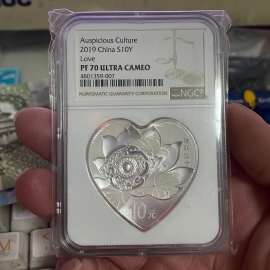 NGC
Auspicious Culture
2019 China S10Y
Love
PF 70 ULTRA CAMEO
4801359-007
NUMISMATIC GUARANTY CORPORATION
NGC
10元